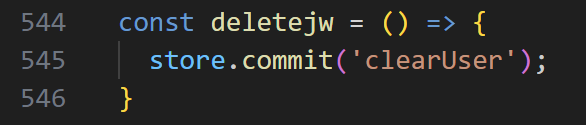 544 const deletejw = () => {
545 store.commit('clearUser');
546 }